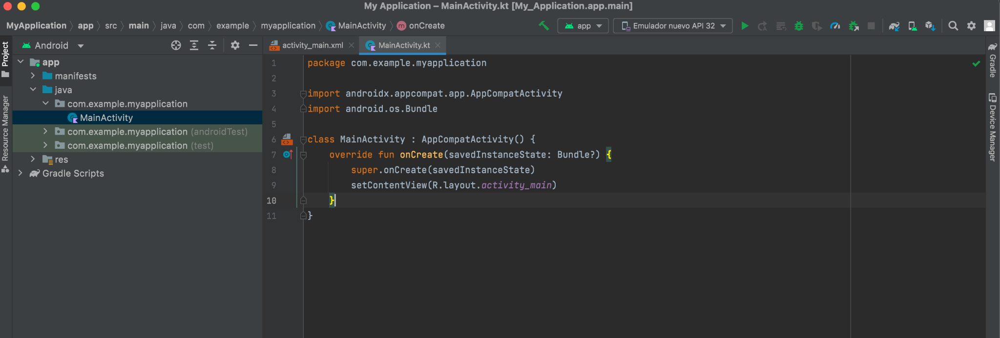 My Application – MainActivity.kt [My_Application.app.main]
MyApplication app src main java com example myapplication MainActivity m onCreate
app Emulador nuevo API 32
Android
activity_main.xml MainActivity.kt
Project
Resource Manager
app
manifests
java
com.example.myapplication
MainActivity
com.example.myapplication (androidTest)
com.example.myapplication (test)
res
Gradle Scripts
1 package com.example.myapplication
2
3 import androidx.appcompat.app.AppCompatActivity
4 import android.os.Bundle
5
6 class MainActivity : AppCompatActivity() {
7 override fun onCreate(savedInstanceState: Bundle?) {
8 super.onCreate(savedInstanceState)
9 setContentView(R.layout.activity_main)
10 }
11 }
Gradle
Device Manager